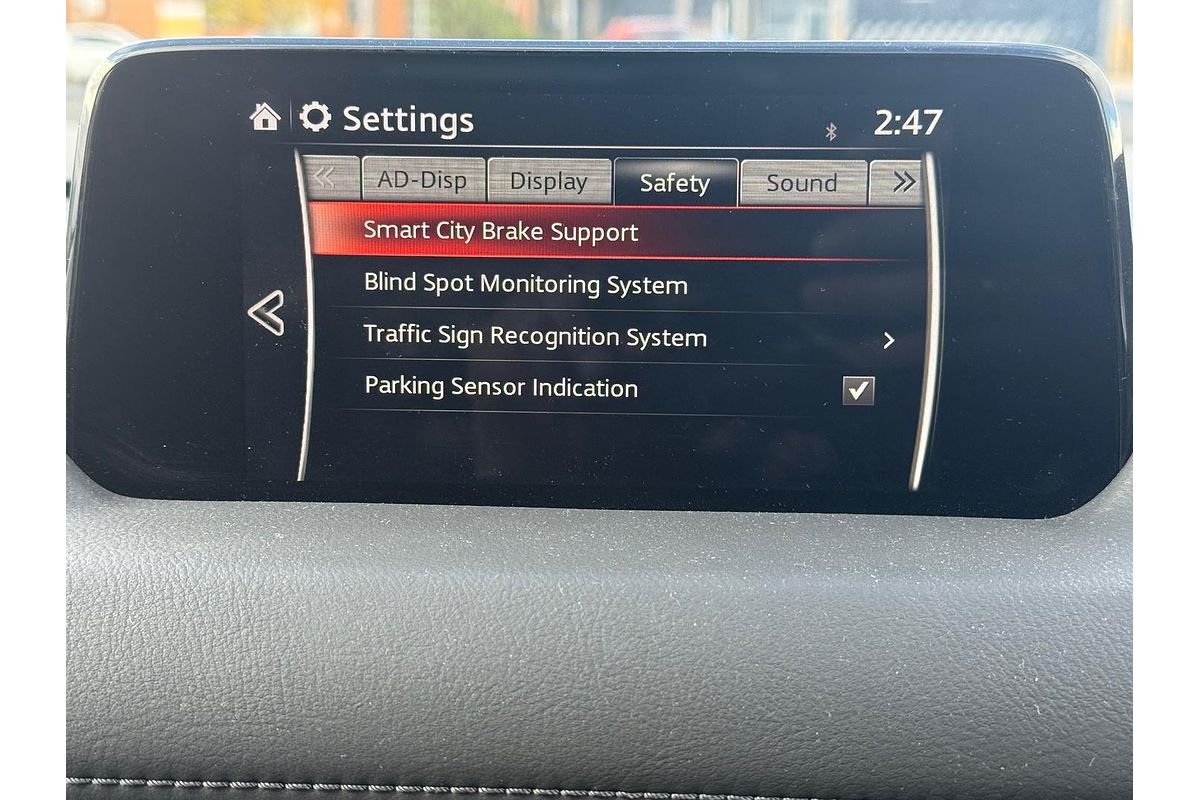 Settings 2:47
AD-Disp Display Safety Sound
Smart City Brake Support
Blind Spot Monitoring System
Traffic Sign Recognition System
Parking Sensor Indication